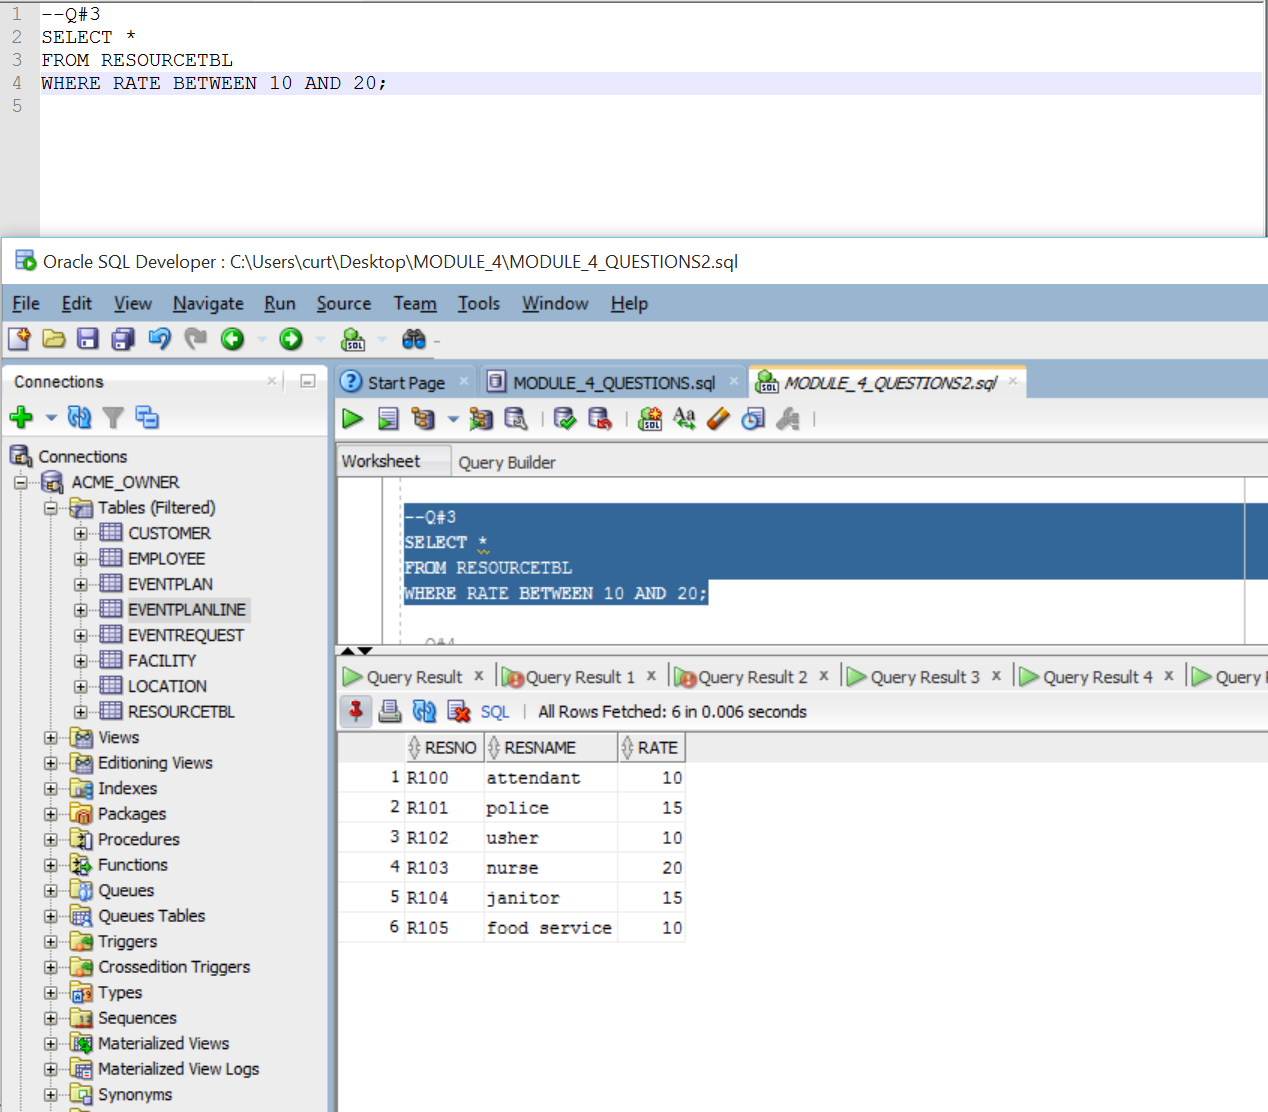 1 --Q#3
2 SELECT *
3 FROM RESOURCETBL
4 WHERE RATE BETWEEN 10 AND 20;
5
Oracle SQL Developer : C:\Users\curt\Desktop\MODULE_4\MODULE_4_QUESTIONS2.sql
File Edit View Navigate Run Source Team Tools Window Help
Connections
Start Page MODULE_4_QUESTIONS.sql MODULE_4_QUESTIONS2.sql
Worksheet Query Builder
Connections
ACME_OWNER
Tables (Filtered)
CUSTOMER
EMPLOYEE
EVENTPLAN
EVENTPLANLINE
EVENTREQUEST
FACILITY
LOCATION
RESOURCETBL
Views
Editioning Views
Indexes
Packages
Procedures
Functions
Queues
Queues Tables
Triggers
Crossedition Triggers
Types
Sequences
Materialized Views
Materialized View Logs
Synonyms
--Q#3
SELECT *
FROM RESOURCETBL
WHERE RATE BETWEEN 10 AND 20;
Query Result x Query Result 1 x Query Result 2 x Query Result 3 x Query Result 4 x Query
SQL | All Rows Fetched: 6 in 0.006 seconds
RESNO RESNAME RATE
1 R100 attendant 10
2 R101 police 15
3 R102 usher 10
4 R103 nurse 20
5 R104 janitor 15
6 R105 food service 10